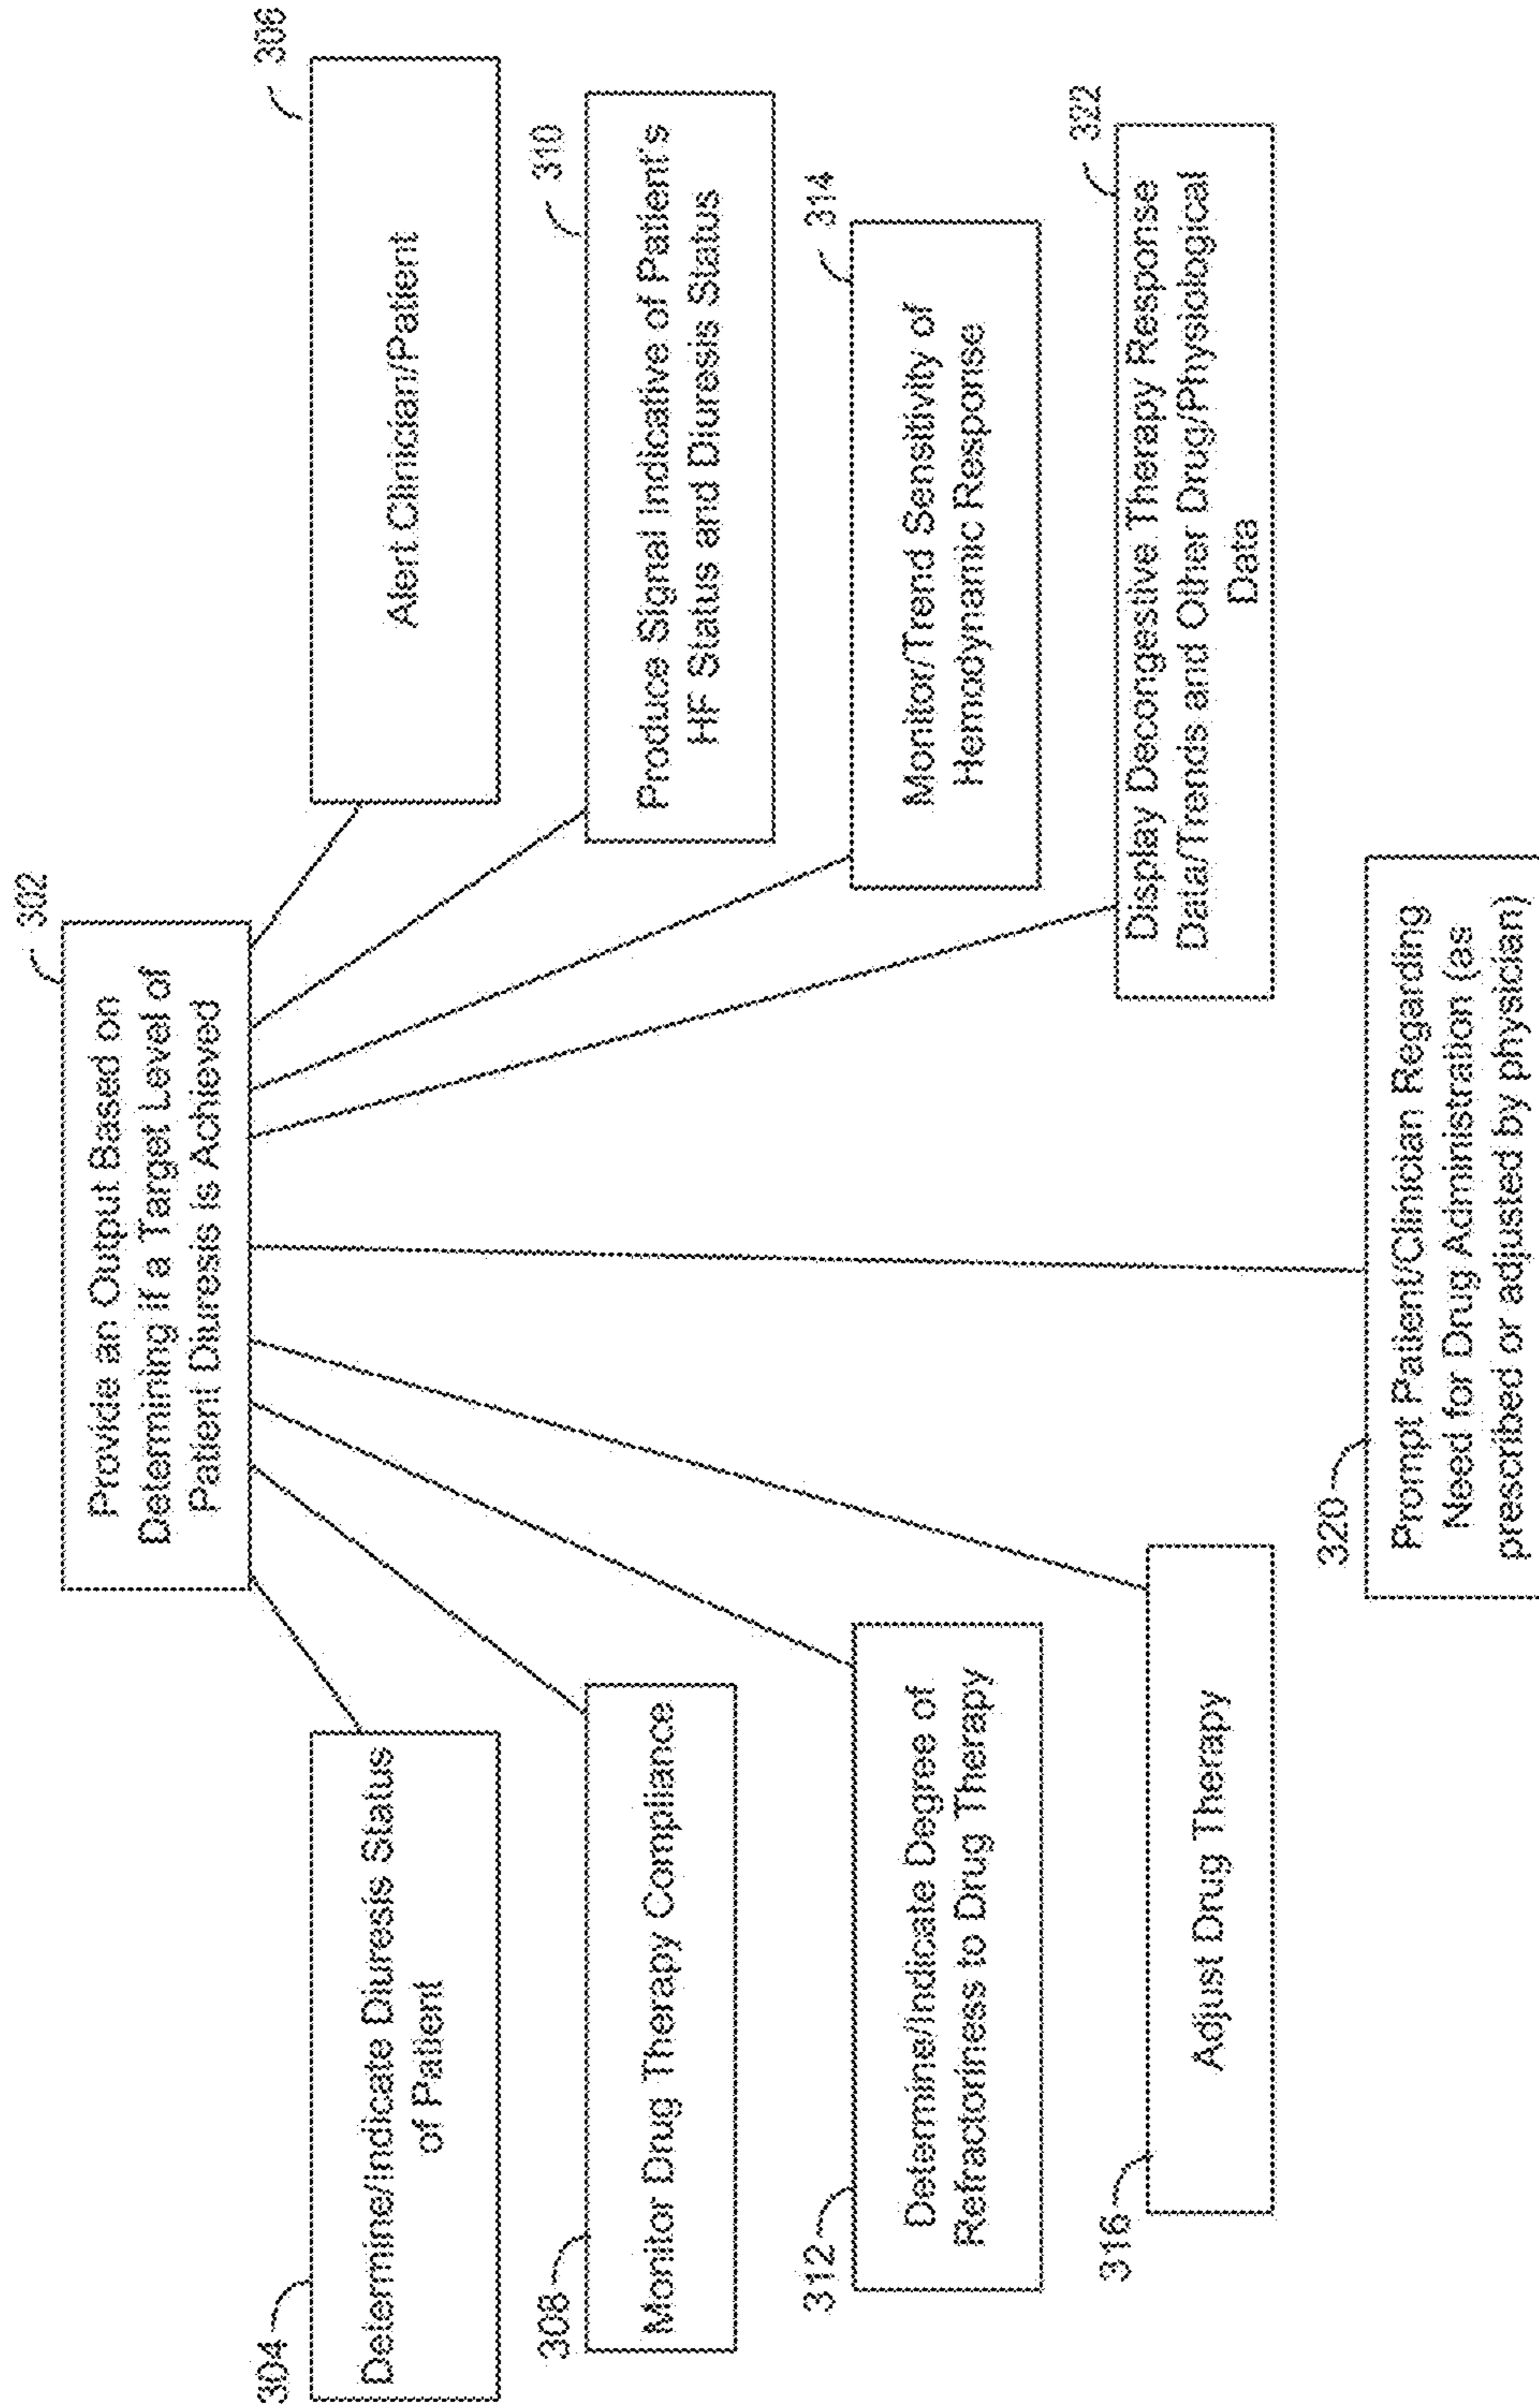 302
Provide an Output Based on
Determining if a Target Level of
Patient Diuresis is Achieved
304
Determine/Indicate Diuresis Status
of Patient
306
Alert Clinician/Patient
308
Monitor Drug Therapy Compliance
310
Produce Signal Indicative of Patient's
HF Status and Diuresis Status
312
Determine/Indicate Degree of
Refractoriness to Drug Therapy
314
Monitor/Trend Sensitivity of
Hemodynamic Response
316
Adjust Drug Therapy
322
Display Decongestive Therapy Response
Data/Trends and Other Drug/Physiological
Data
320
Prompt Patient/Clinician Regarding
Need for Drug Administration (as
prescribed or adjusted by physician)